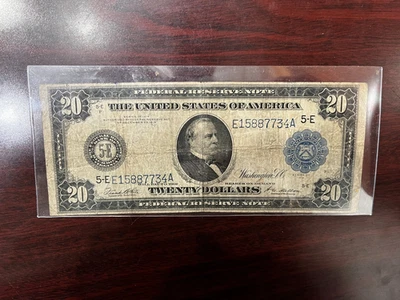 FEDERAL RESERVE NOTE
20 THE UNITED STATES OF AMERICA 20
E15887734A 5-E
5-E
5-E E15887734A Washington, D.C.
20 TWENTY DOLLARS 20
FEDERAL RESERVE NOTE